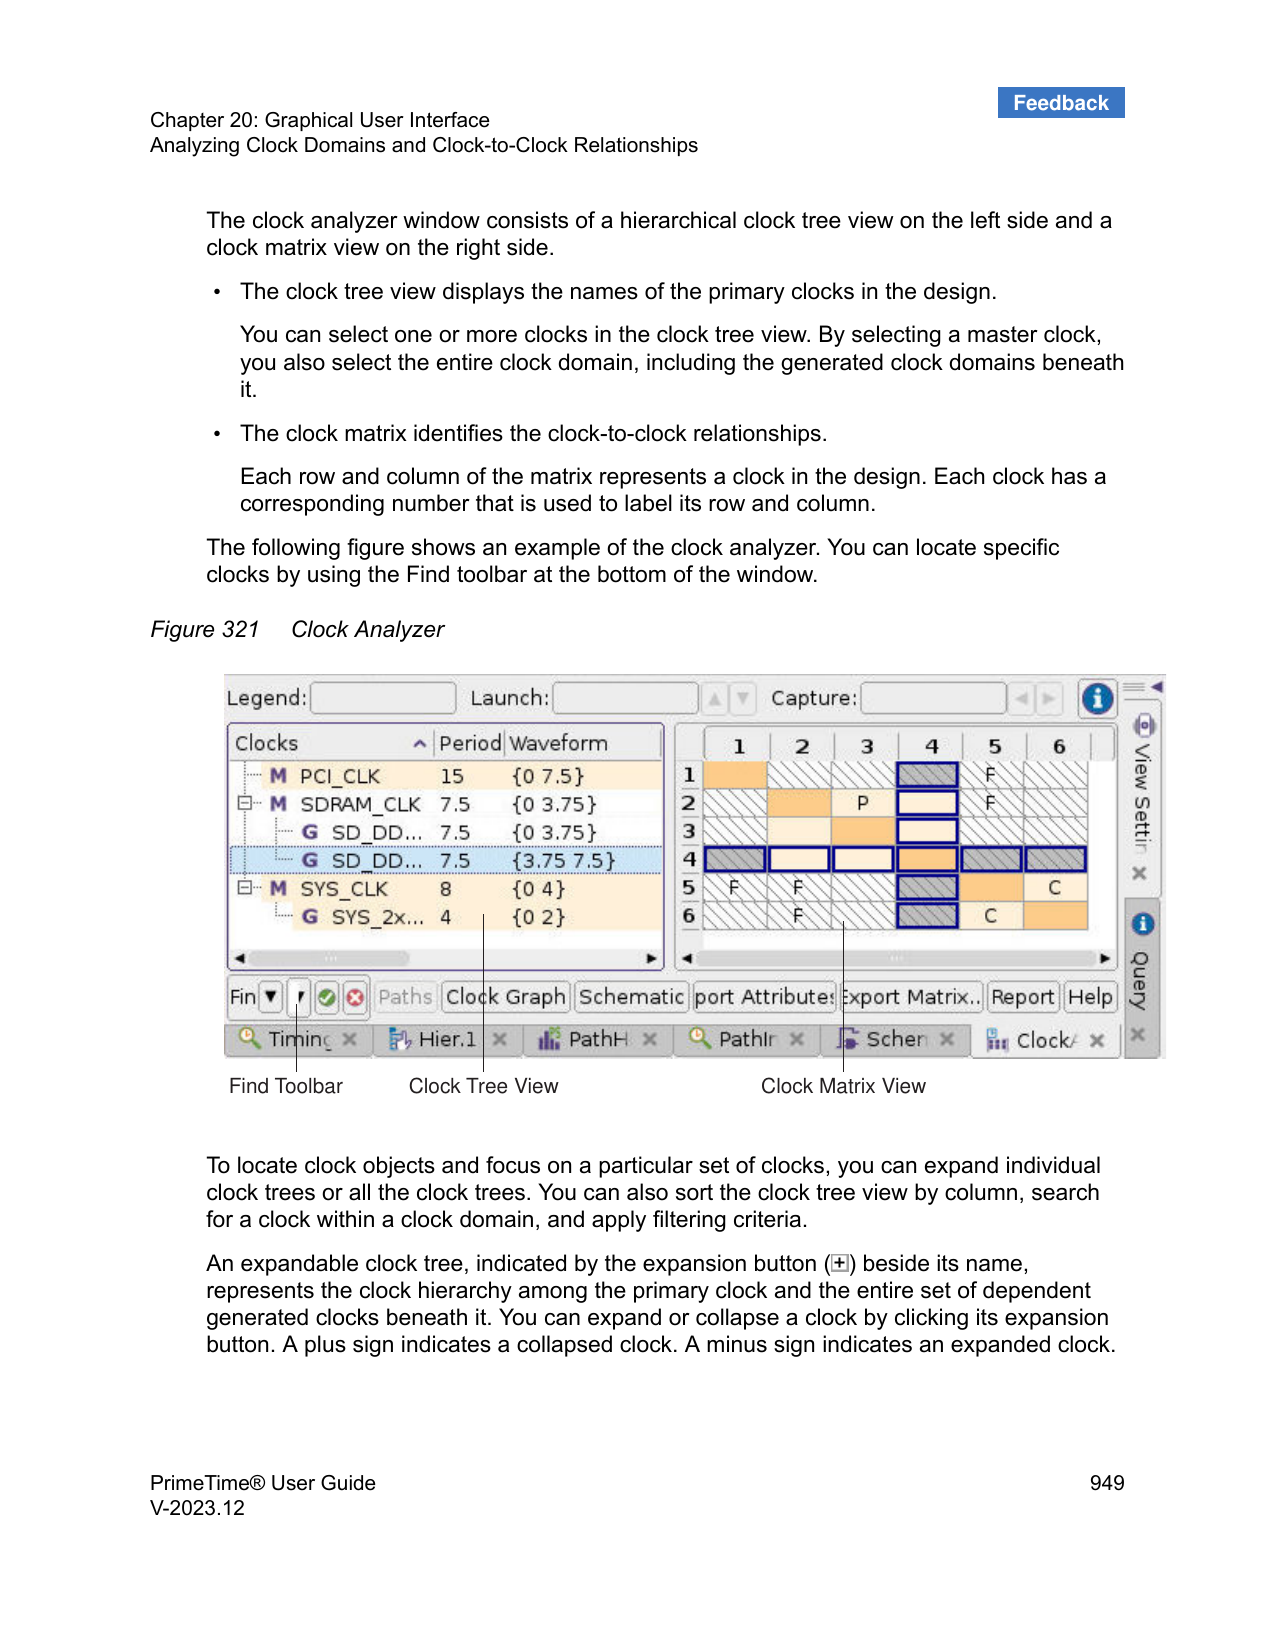 Feedback
Chapter 20: Graphical User Interface
Analyzing Clock Domains and Clock-to-Clock Relationships
The clock analyzer window consists of a hierarchical clock tree view on the left side and a
clock matrix view on the right side.
• The clock tree view displays the names of the primary clocks in the design.
You can select one or more clocks in the clock tree view. By selecting a master clock,
you also select the entire clock domain, including the generated clock domains beneath
it.
• The clock matrix identifies the clock-to-clock relationships.
Each row and column of the matrix represents a clock in the design. Each clock has a
corresponding number that is used to label its row and column.
The following figure shows an example of the clock analyzer. You can locate specific
clocks by using the Find toolbar at the bottom of the window.
Figure 321 Clock Analyzer
Legend: Launch: Capture:
Clocks Period Waveform
M PCI_CLK 15 {0 7.5}
M SDRAM_CLK 7.5 {0 3.75}
G SD_DD... 7.5 {0 3.75}
G SD_DD... 7.5 {3.75 7.5}
M SYS_CLK 8 {0 4}
G SYS_2x... 4 {0 2}
1 2 3 4 5 6
1 F
2 P F
3
4
5 F F C
6 F C
View Settin
Query
Fin Paths Clock Graph Schematic port Attributes Export Matrix.. Report Help
Timing Hier.1 PathH PathIn Schen ClockA
Find Toolbar Clock Tree View Clock Matrix View
To locate clock objects and focus on a particular set of clocks, you can expand individual
clock trees or all the clock trees. You can also sort the clock tree view by column, search
for a clock within a clock domain, and apply filtering criteria.
An expandable clock tree, indicated by the expansion button (+) beside its name,
represents the clock hierarchy among the primary clock and the entire set of dependent
generated clocks beneath it. You can expand or collapse a clock by clicking its expansion
button. A plus sign indicates a collapsed clock. A minus sign indicates an expanded clock.
PrimeTime® User Guide 949
V-2023.12